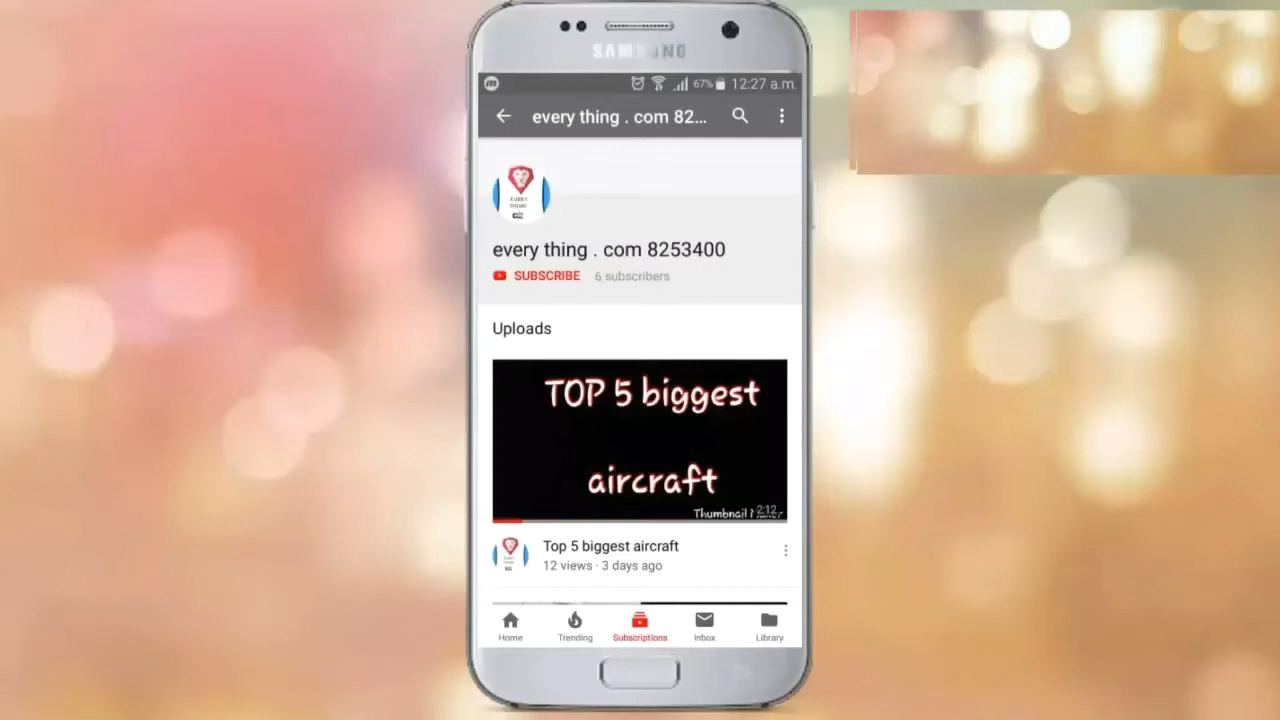 SAMSUNG
67% 12:27 a.m.
every thing . com 82...
every thing . com 8253400
SUBSCRIBE 6 subscribers
Uploads
TOP 5 biggest
aircraft
Thumbnail
2:12
Top 5 biggest aircraft
12 views · 3 days ago
Home Trending Subscriptions Inbox Library